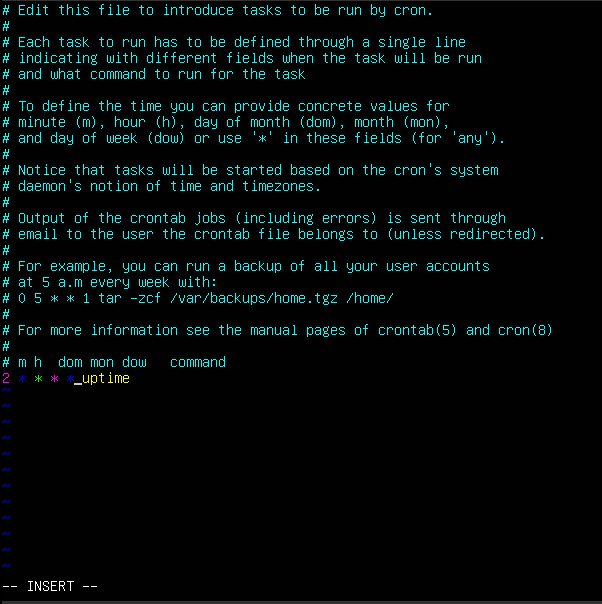 # Edit this file to introduce tasks to be run by cron.
#
# Each task to run has to be defined through a single line
# indicating with different fields when the task will be run
# and what command to run for the task
#
# To define the time you can provide concrete values for
# minute (m), hour (h), day of month (dom), month (mon),
# and day of week (dow) or use '*' in these fields (for 'any').
#
# Notice that tasks will be started based on the cron's system
# daemon's notion of time and timezones.
#
# Output of the crontab jobs (including errors) is sent through
# email to the user the crontab file belongs to (unless redirected).
#
# For example, you can run a backup of all your user accounts
# at 5 a.m every week with:
# 0 5 * * 1 tar -zcf /var/backups/home.tgz /home/
#
# For more information see the manual pages of crontab(5) and cron(8)
#
# m h  dom mon dow   command
2 * * * * uptime
~
~
~
~
~
~
~
~
~
~
~
~
-- INSERT --